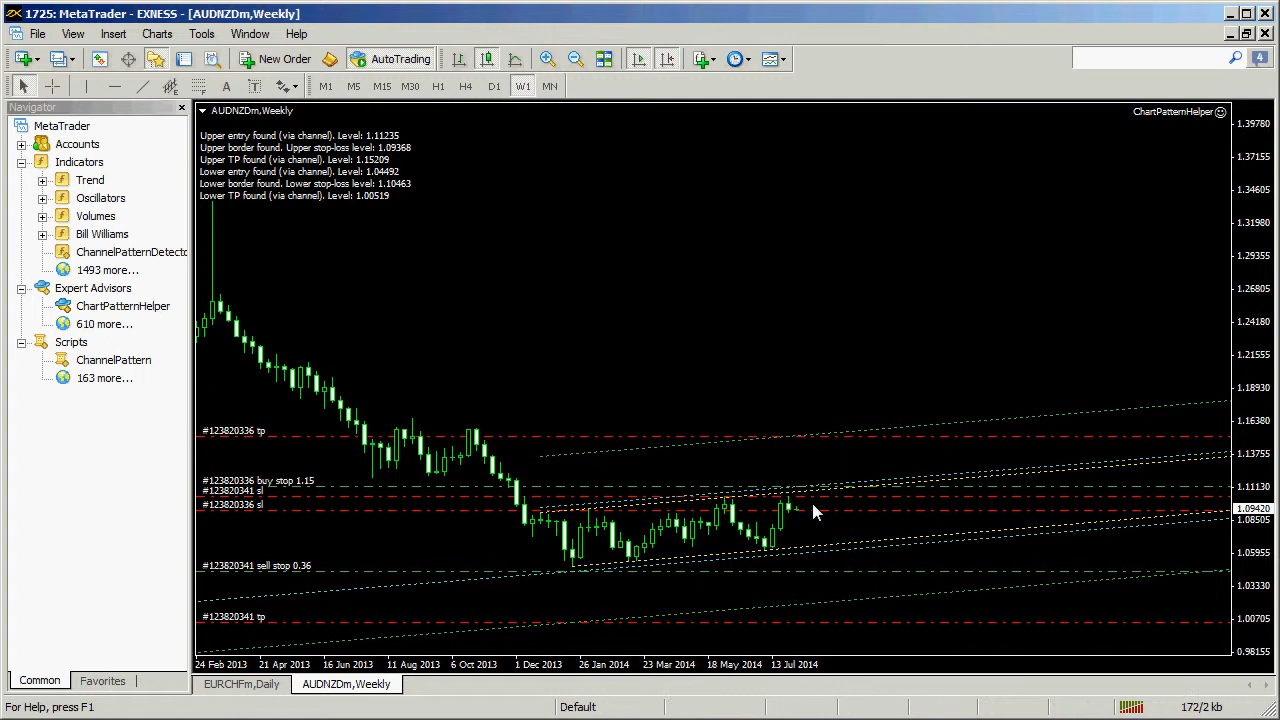 1725: MetaTrader - EXNESS - [AUDNZDm,Weekly]
File View Insert Charts Tools Window Help
New Order AutoTrading 4
A T M1 M5 M15 M30 H1 H4 D1 W1 MN
Navigator
MetaTrader
Accounts
Indicators
Trend
Oscillators
Volumes
Bill Williams
ChannelPatternDetecto
1493 more...
Expert Advisors
ChartPatternHelper
610 more...
Scripts
ChannelPattern
163 more...
Common Favorites
AUDNZDm,Weekly
ChartPatternHelper
Upper entry found (via channel). Level: 1.11235
Upper border found. Upper stop-loss level: 1.09368
Upper TP found (via channel). Level: 1.15209
Lower entry found (via channel). Level: 1.04492
Lower border found. Lower stop-loss level: 1.10463
Lower TP found (via channel). Level: 1.00519
#123820336 tp
#123820336 buy stop 1.15
#123820341 sl
#123820336 sl
#123820341 sell stop 0.36
#123820341 tp
1.39780
1.37155
1.34605
1.31980
1.29355
1.26805
1.24180
1.21555
1.18930
1.16380
1.13755
1.11130
1.09420
1.08505
1.05955
1.03330
1.00705
0.98155
24 Feb 2013 21 Apr 2013 16 Jun 2013 11 Aug 2013 6 Oct 2013 1 Dec 2013 26 Jan 2014 23 Mar 2014 18 May 2014 13 Jul 2014
EURCHFm,Daily AUDNZDm,Weekly
For Help, press F1 Default 172/2 kb